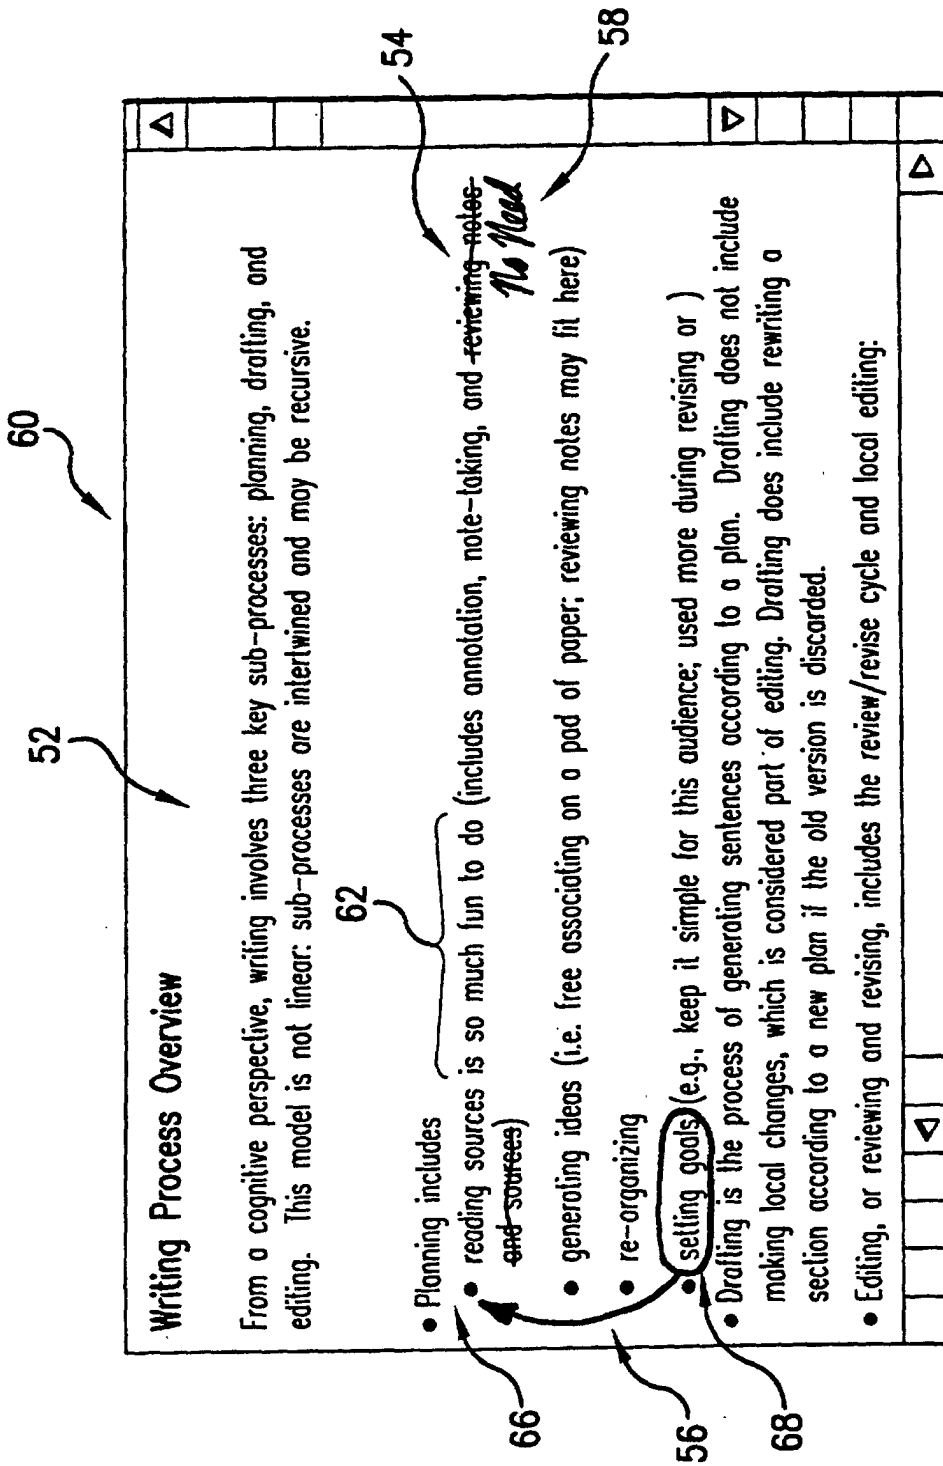 60
52
54
58
Writing Process Overview
From a cognitive perspective, writing involves three key sub-processes: planning, drafting, and
editing. This model is not linear: sub-processes are intertwined and may be recursive.
62
• Planning includes
• reading sources is so much fun to do (includes annotation, note-taking, and reviewing notes
and sources)
No Need
• generating ideas (i.e. free associating on a pad of paper; reviewing notes may fit here)
• re-organizing
• setting goals (e.g., keep it simple for this audience; used more during revising or )
• Drafting is the process of generating sentences according to a plan. Drafting does not include
making local changes, which is considered part of editing. Drafting does include rewriting a
section according to a new plan if the old version is discarded.
• Editing, or reviewing and revising, includes the review/revise cycle and local editing:
66
56
68